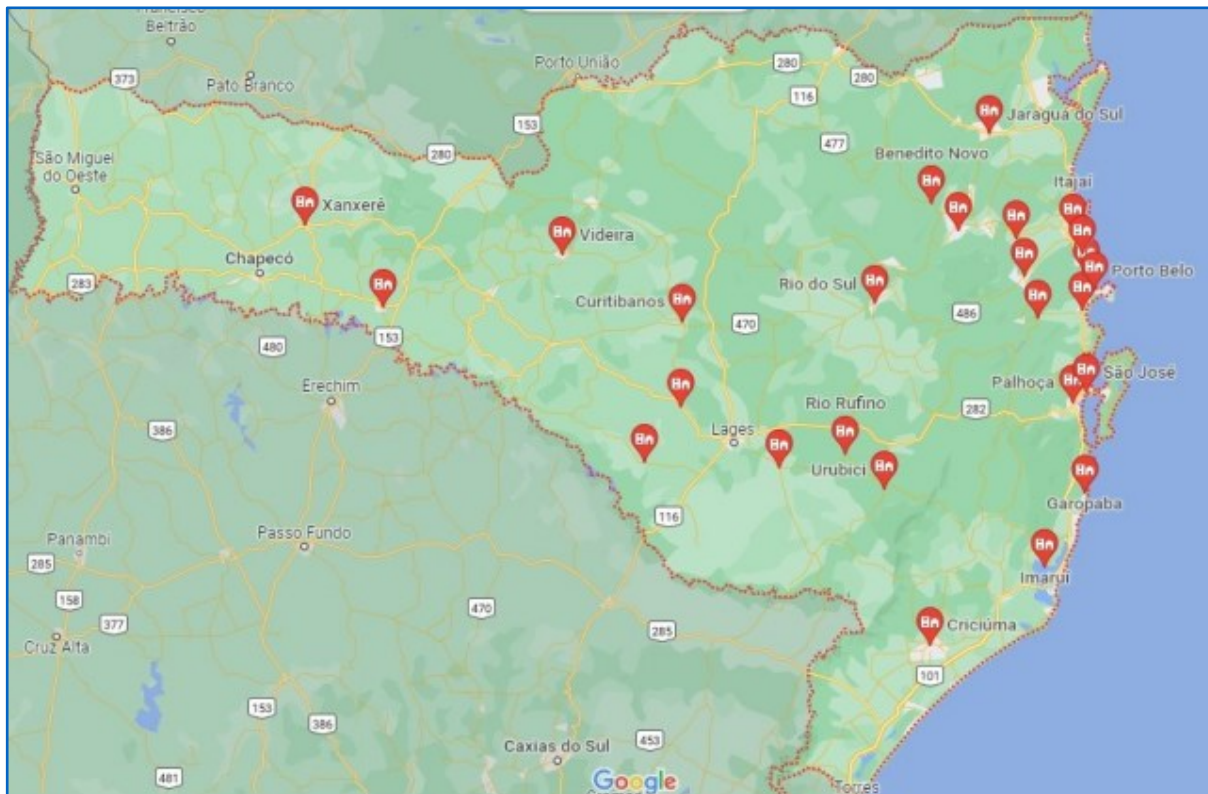 Francisco
Beltrão
373
Pato Branco
Porto União
280
280
116
153
280
477
Jaraguá do Sul
Benedito Novo
São Miguel
do Oeste
Itajaí
Xanxerê
Videira
Chapecó
283
Porto Belo
Rio do Sul
Curitibanos
486
470
153
480
Erechim
São José
Palhoça
Rio Rufino
282
386
Lages
Urubici
Garopaba
116
Passo Fundo
Panambi
285
Imaruí
158
470
377
285
Criciúma
Cruz Alta
101
153
386
453
Caxias do Sul
481
Google
Torres